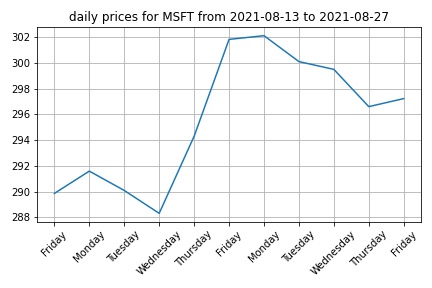 daily prices for MSFT from 2021-08-13 to 2021-08-27
302
300
298
296
294
292
290
288
Friday
Monday
Tuesday
Wednesday
Thursday
Friday
Monday
Tuesday
Wednesday
Thursday
Friday